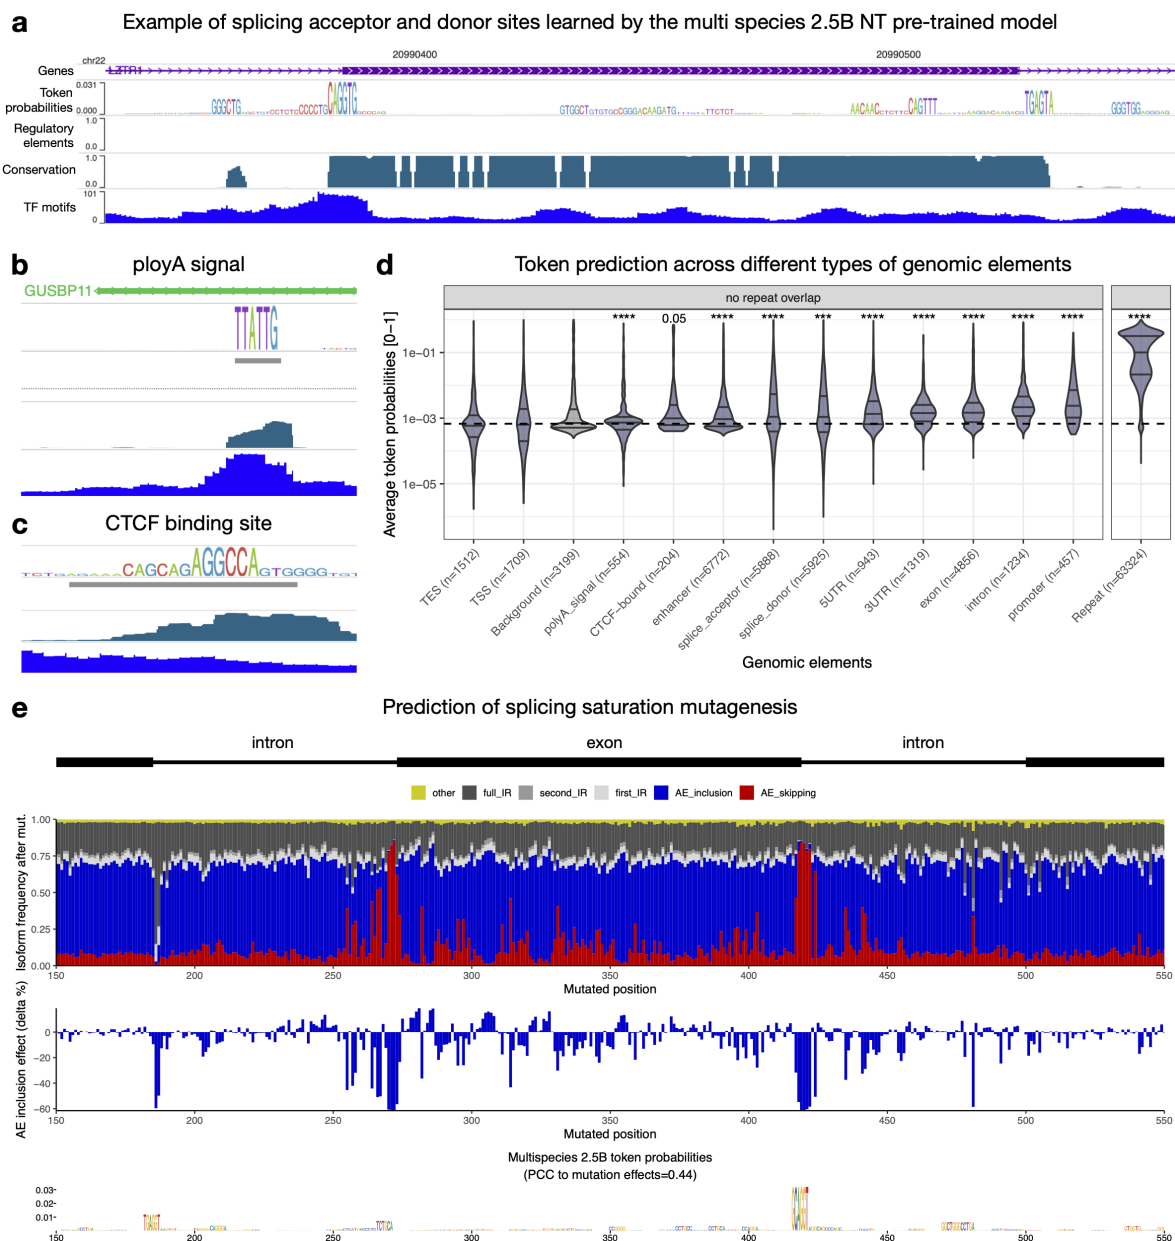 a Example of splicing acceptor and donor sites learned by the multi species 2.5B NT pre-trained model
chr22 20990400 20990500
Genes
Token probabilities
0.031
0.000
GGGCTG
CAGGTG
GTGGCT
CAGTTT
TGAGTA
GGGTGG
Regulatory elements
1.0
0.0
Conservation
1.0
0.0
TF motifs
101
0
b ployA signal
GUSBP11
TTATTG
c CTCF binding site
CAGCAGAGGCCAGTGGGG
d Token prediction across different types of genomic elements
no repeat overlap
**** 0.05 **** **** *** **** **** **** **** **** ****
Average token probabilities [0-1]
1e-01
1e-03
1e-05
TES (n=1512)
TSS (n=1709)
Background (n=3199)
polyA_signal (n=554)
CTCF-bound (n=204)
enhancer (n=6772)
splice_acceptor (n=5888)
splice_donor (n=5925)
5UTR (n=943)
3UTR (n=1319)
exon (n=4856)
intron (n=1234)
promoter (n=457)
Repeat (n=63324)
Genomic elements
e Prediction of splicing saturation mutagenesis
intron exon intron
other full_IR second_IR first_IR AE_inclusion AE_skipping
Isoform frequency after mut.
1.00
0.75
0.50
0.25
0.00
150 200 250 300 350 400 450 500 550
Mutated position
AE inclusion effect (delta %)
0
−20
−40
−60
150 200 250 300 350 400 450 500 550
Mutated position
Multispecies 2.5B token probabilities
(PCC to mutation effects=0.44)
0.03
0.02
0.01
150 200 250 300 350 400 450 500 550